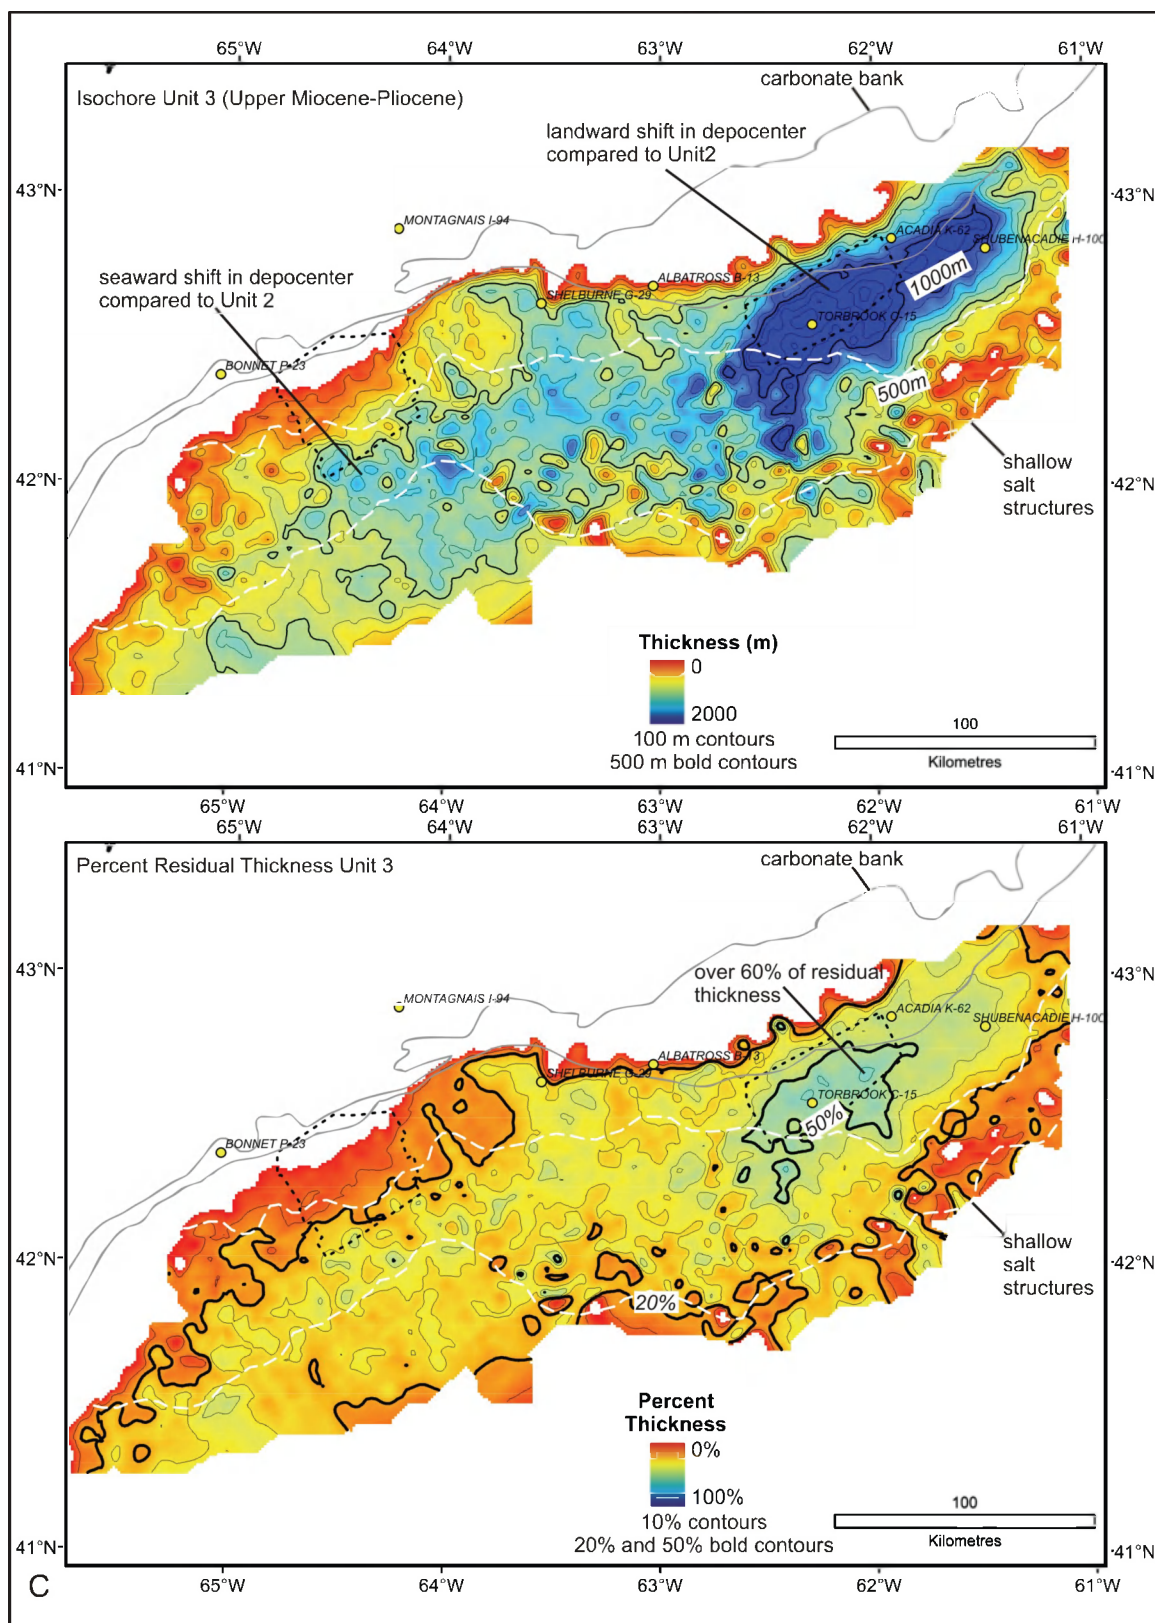 65°W 64°W 63°W 62°W 61°W
Isochore Unit 3 (Upper Miocene-Pliocene)
carbonate bank
landward shift in depocenter
compared to Unit2
43°N
43°N
MONTAGNAIS I-94
ACADIA K-62
SHUBENACADIE H-100
seaward shift in depocenter
compared to Unit 2
ALBATROSS B-13
1000m
SHELBURNE G-29
TORBROOK C-15
BONNET P-23
500m
shallow
salt
structures
42°N
42°N
Thickness (m)
0
2000
100 m contours
500 m bold contours
100
Kilometres
41°N
41°N
65°W 64°W 63°W 62°W 61°W
65°W 64°W 63°W 62°W 61°W
Percent Residual Thickness Unit 3
carbonate bank
over 60% of residual
thickness
43°N
43°N
MONTAGNAIS I-94
ACADIA K-62
SHUBENACADIE H-100
ALBATROSS B-13
SHELBURNE G-29
TORBROOK C-15
50%
BONNET P-23
shallow
salt
structures
42°N
42°N
20%
Percent
Thickness
0%
100%
10% contours
20% and 50% bold contours
100
Kilometres
41°N
41°N
C
65°W 64°W 63°W 62°W 61°W